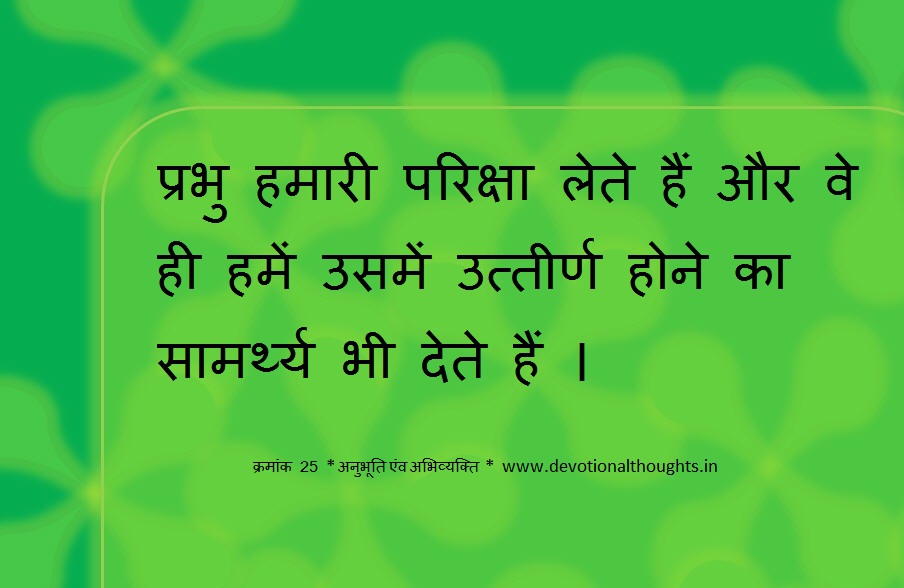 प्रभु हमारी परिक्षा लेते हैं और वे
ही हमें उसमें उत्तीर्ण होने का
सामर्थ्य भी देते हैं ।
क्रमांक 25 * अनुभूति एंव अभिव्यक्ति * www.devotionalthoughts.in